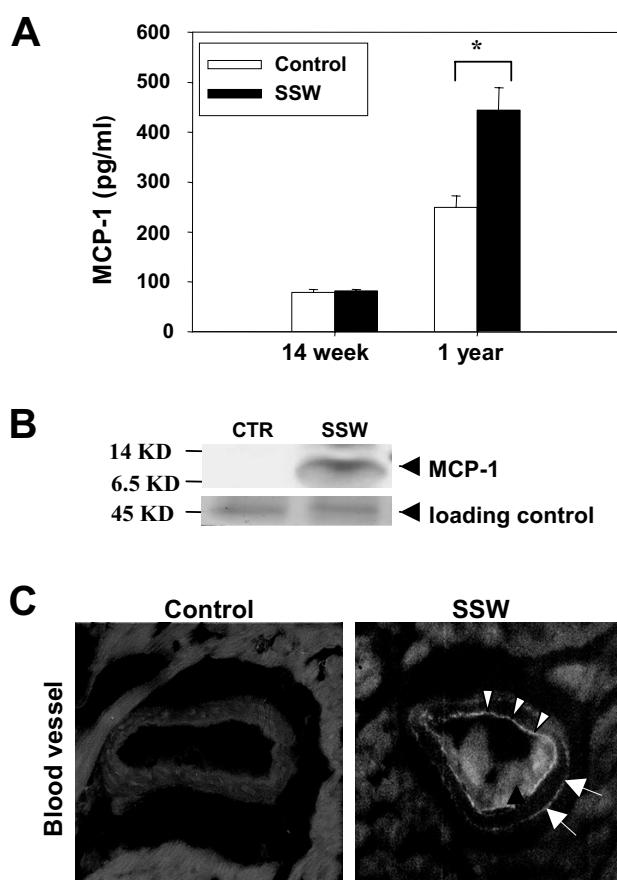 A
600
500
400
300
200
100
0
MCP-1 (pg/ml)
Control
SSW
*
14 week
1 year
B
CTR
SSW
14 KD
6.5 KD
45 KD
MCP-1
loading control
C
Control
SSW
Blood vessel